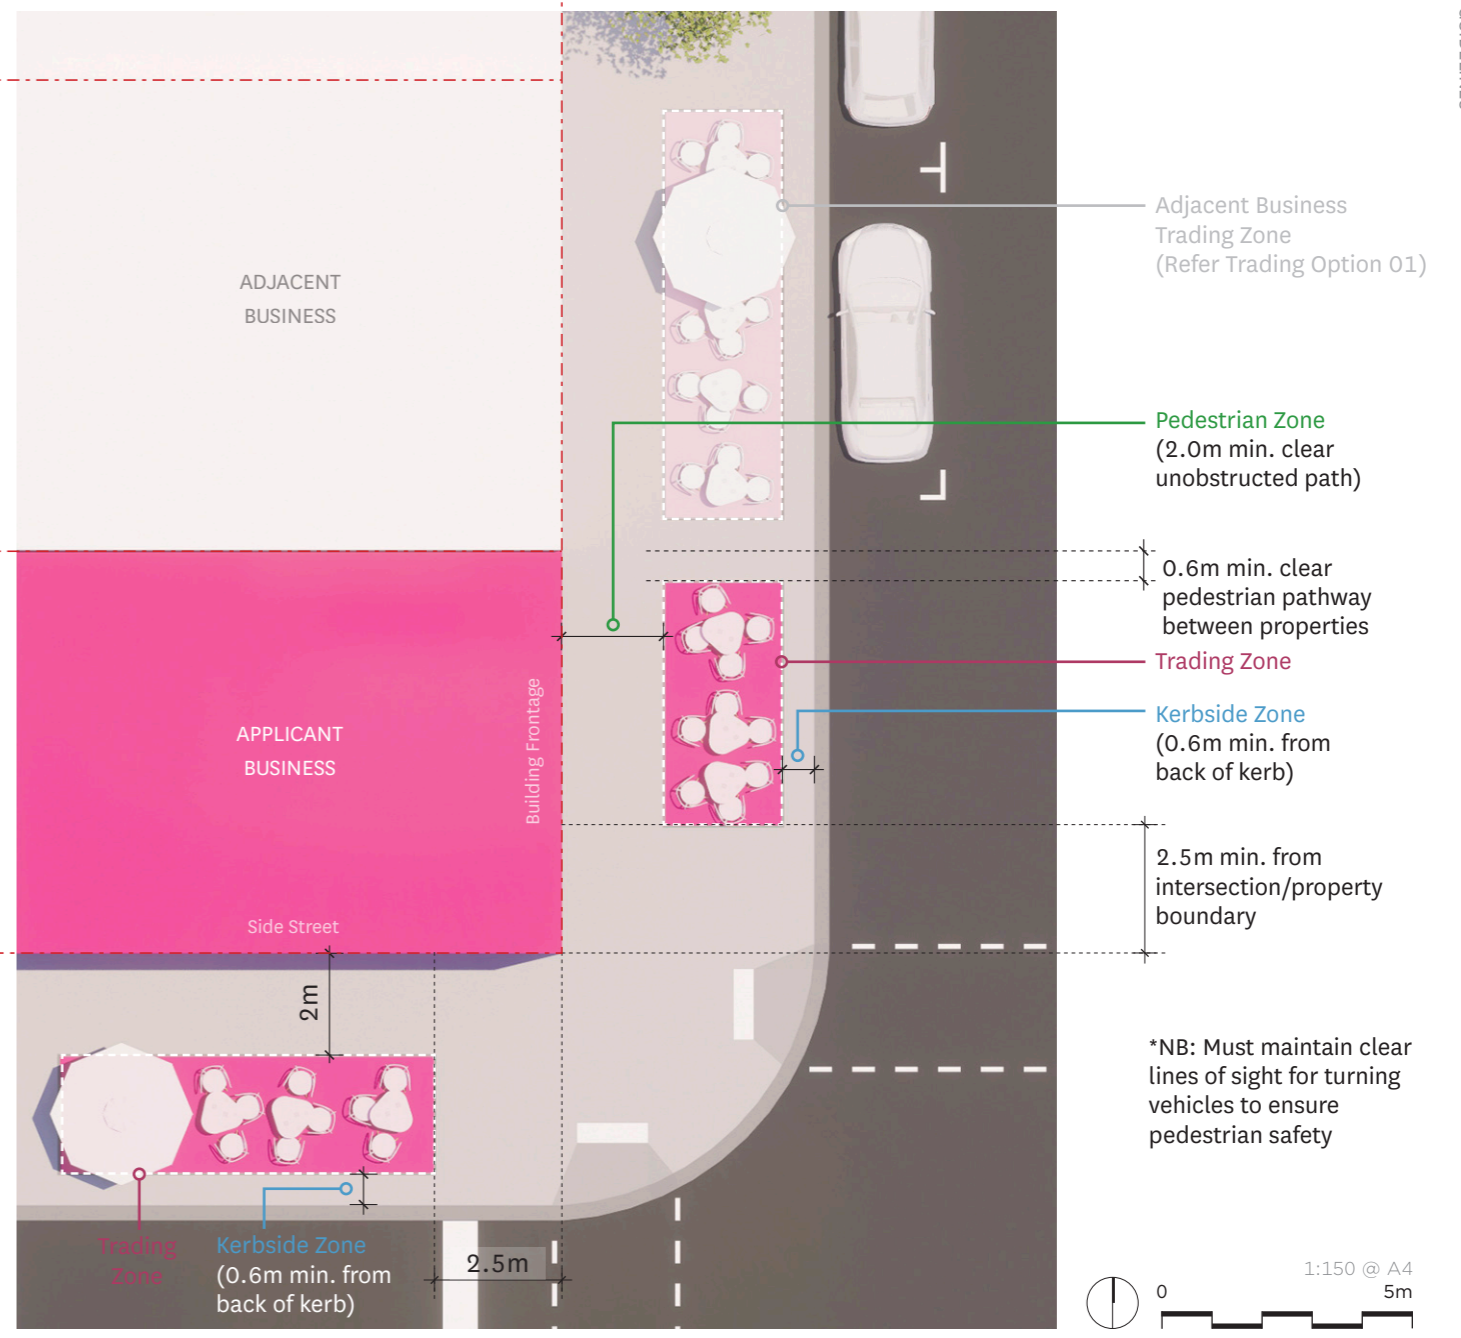 ADJACENT
BUSINESS
Adjacent Business
Trading Zone
(Refer Trading Option 01)
Pedestrian Zone
(2.0m min. clear
unobstructed path)
0.6m min. clear
pedestrian pathway
between properties
Trading Zone
Kerbside Zone
(0.6m min. from
back of kerb)
APPLICANT
BUSINESS
Building Frontage
Side Street
2.5m min. from
intersection/property
boundary
2m
*NB: Must maintain clear
lines of sight for turning
vehicles to ensure
pedestrian safety
Trading
Zone
Kerbside Zone
(0.6m min. from
back of kerb)
2.5m
1:150 @ A4
0 5m